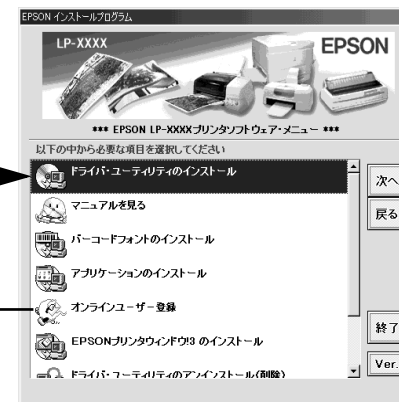 EPSON インストールプログラム
LP-XXXX
EPSON
*** EPSON LP-XXXXプリンタソフトウェア・メニュー ***
以下の中から必要な項目を選択してください
ドライバ・ユーティリティのインストール
マニュアルを見る
バーコードフォントのインストール
アプリケーションのインストール
オンラインユーザー登録
EPSONプリンタウィンドウ!3 のインストール
ドライバ・ユーティリティのアンインストール(削除)
次へ
戻る
終了
Ver.